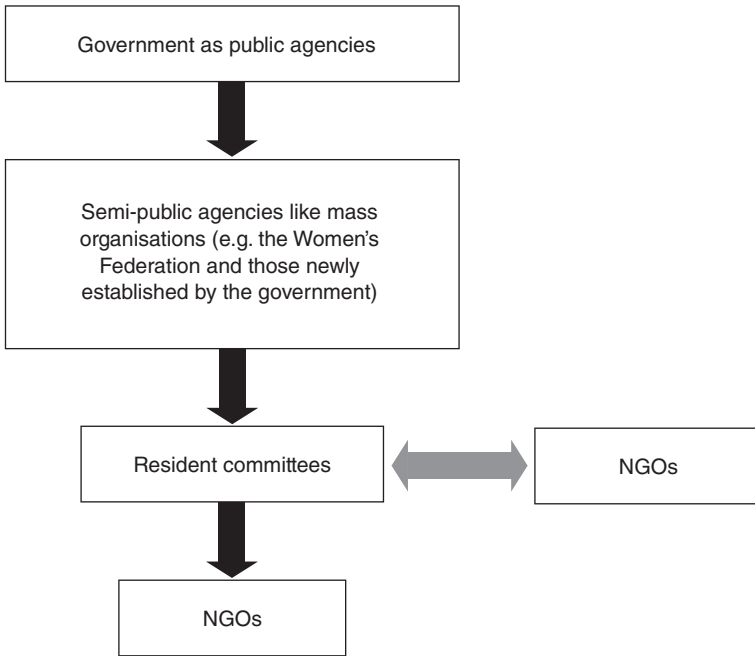 Government as public agencies
Semi-public agencies like mass
organisations (e.g. the Women's
Federation and those newly
established by the government)
Resident committees
NGOs
NGOs